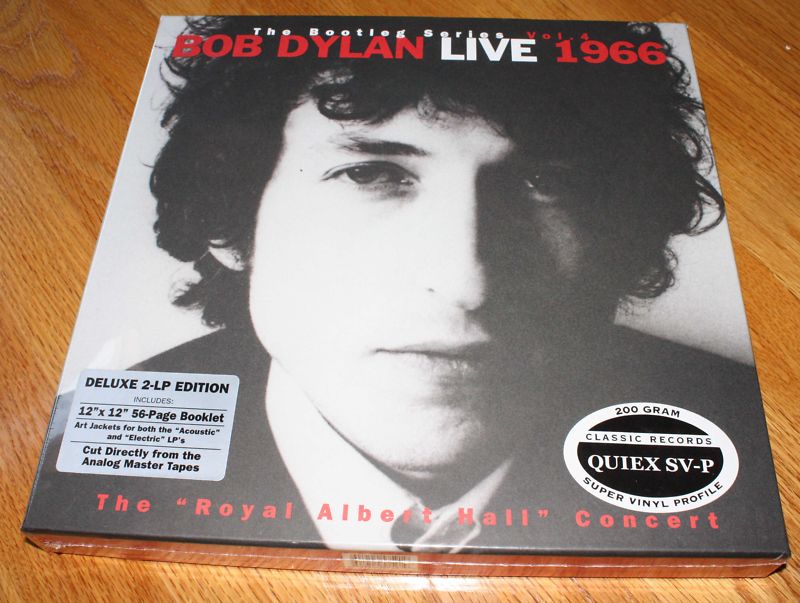 The Bootleg Series Vol.4
BOB DYLAN LIVE 1966
DELUXE 2-LP EDITION
INCLUDES:
12"x 12" 56-Page Booklet
Art Jackets for both the "Acoustic"
and "Electric" LP's
Cut Directly from the
Analog Master Tapes
200 GRAM
CLASSIC RECORDS
QUIEX SV-P
SUPER VINYL PROFILE
The "Royal Albert Hall" Concert